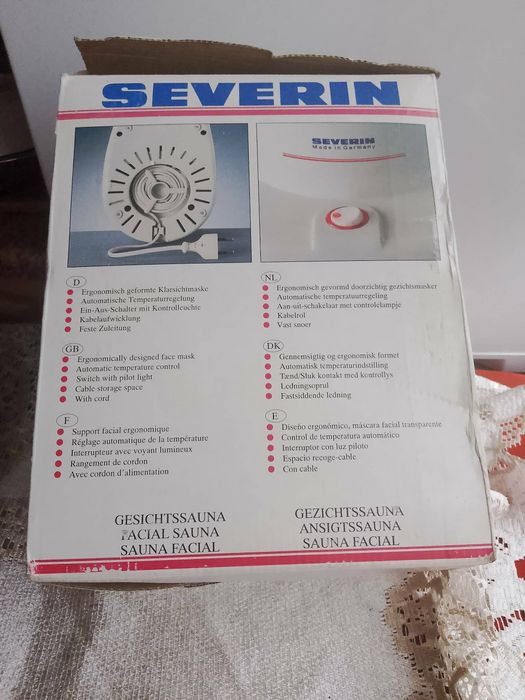 SEVERIN
SEVERIN
Made in Germany
D
Ergonomisch geformte Klarsichtmaske
Automatische Temperaturregelung
Ein-Aus-Schalter mit Kontrolleuchte
Kabelaufwicklung
Feste Zuleitung
GB
Ergonomically designed face mask
Automatic temperature control
Switch with pilot light
Cable storage space
With cord
F
Support facial ergonomique
Réglage automatique de la température
Interrupteur avec voyant lumineux
Rangement de cordon
Avec cordon d'alimentation
NL
Ergonomisch gevormd doorzichtig gezichtsmasker
Automatische temperatuurregeling
Aan-uit-schakelaar met controlelampje
Kabelrol
Vast snoer
DK
Gennemsigtig og ergonomisk formet
Automatisk temperaturindstilling
Tænd/Sluk kontakt med kontrollys
Ledningsoprul
Fastsiddende ledning
E
Diseño ergonómico, máscara facial transparente
Control de temperatura automático
Interruptor con luz piloto
Espacio recoge-cable
Con cable
GESICHTSSAUNA
FACIAL SAUNA
SAUNA FACIAL
GEZICHTSSAUNA
ANSIGTSSAUNA
SAUNA FACIAL